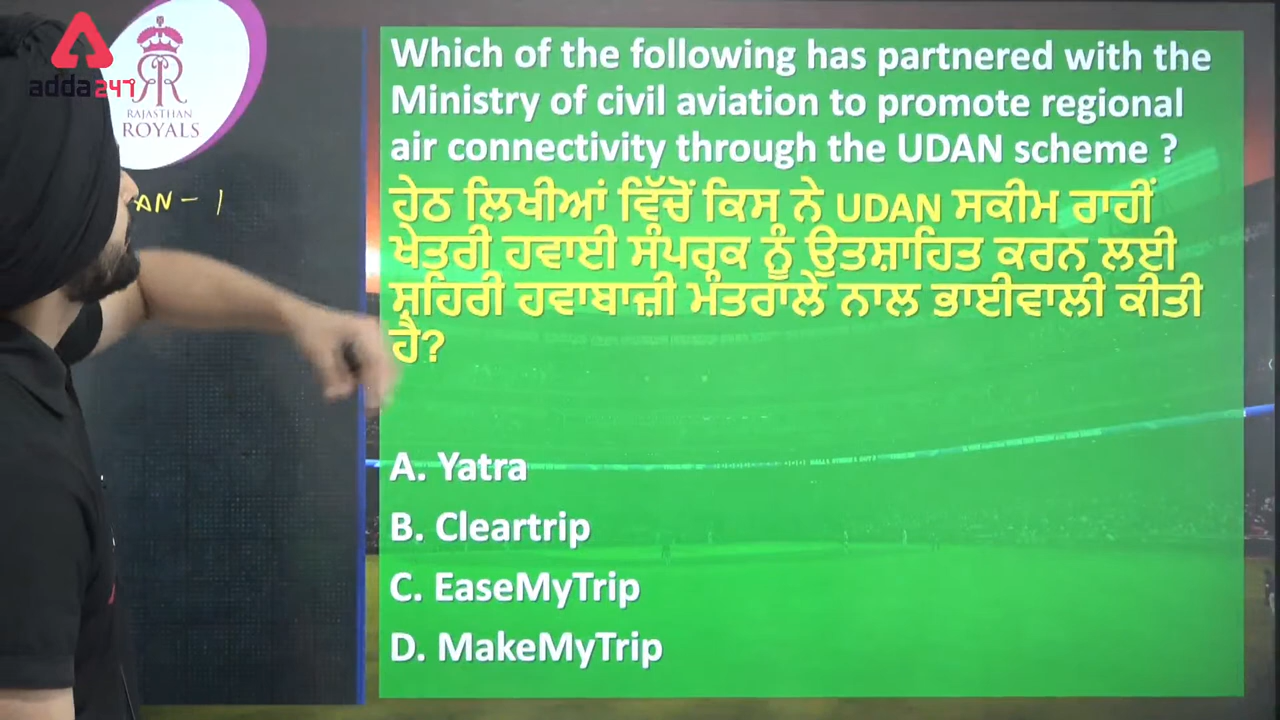 adda247
RAJASTHAN
ROYALS
AN - 1
Which of the following has partnered with the
Ministry of civil aviation to promote regional
air connectivity through the UDAN scheme ?
ਹੇਠ ਲਿਖੀਆਂ ਵਿੱਚੋਂ ਕਿਸ ਨੇ UDAN ਸਕੀਮ ਰਾਹੀਂ
ਖੇਤਰੀ ਹਵਾਈ ਸੰਪਰਕ ਨੂੰ ਉਤਸ਼ਾਹਿਤ ਕਰਨ ਲਈ
ਸ਼ਹਿਰੀ ਹਵਾਬਾਜ਼ੀ ਮੰਤਰਾਲੇ ਨਾਲ ਭਾਈਵਾਲੀ ਕੀਤੀ
ਹੈ?
A. Yatra
B. Cleartrip
C. EaseMyTrip
D. MakeMyTrip